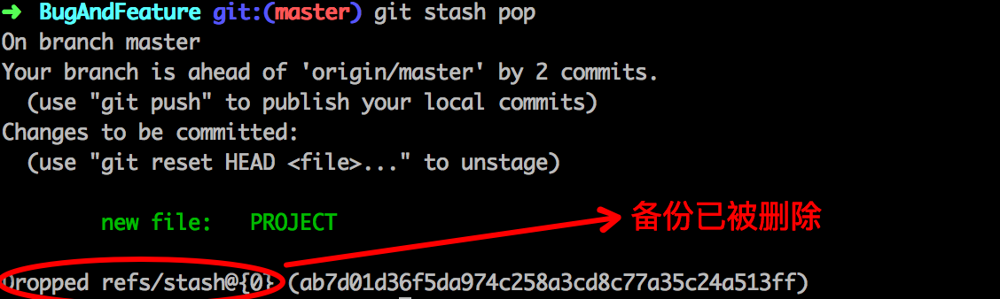 ➜ BugAndFeature git:(master) git stash pop
On branch master
Your branch is ahead of 'origin/master' by 2 commits.
(use "git push" to publish your local commits)
Changes to be committed:
(use "git reset HEAD <file>..." to unstage)
new file: PROJECT
备份已被删除
Dropped refs/stash@{0} (ab7d01d36f5da974c258a3cd8c77a35c24a513ff)